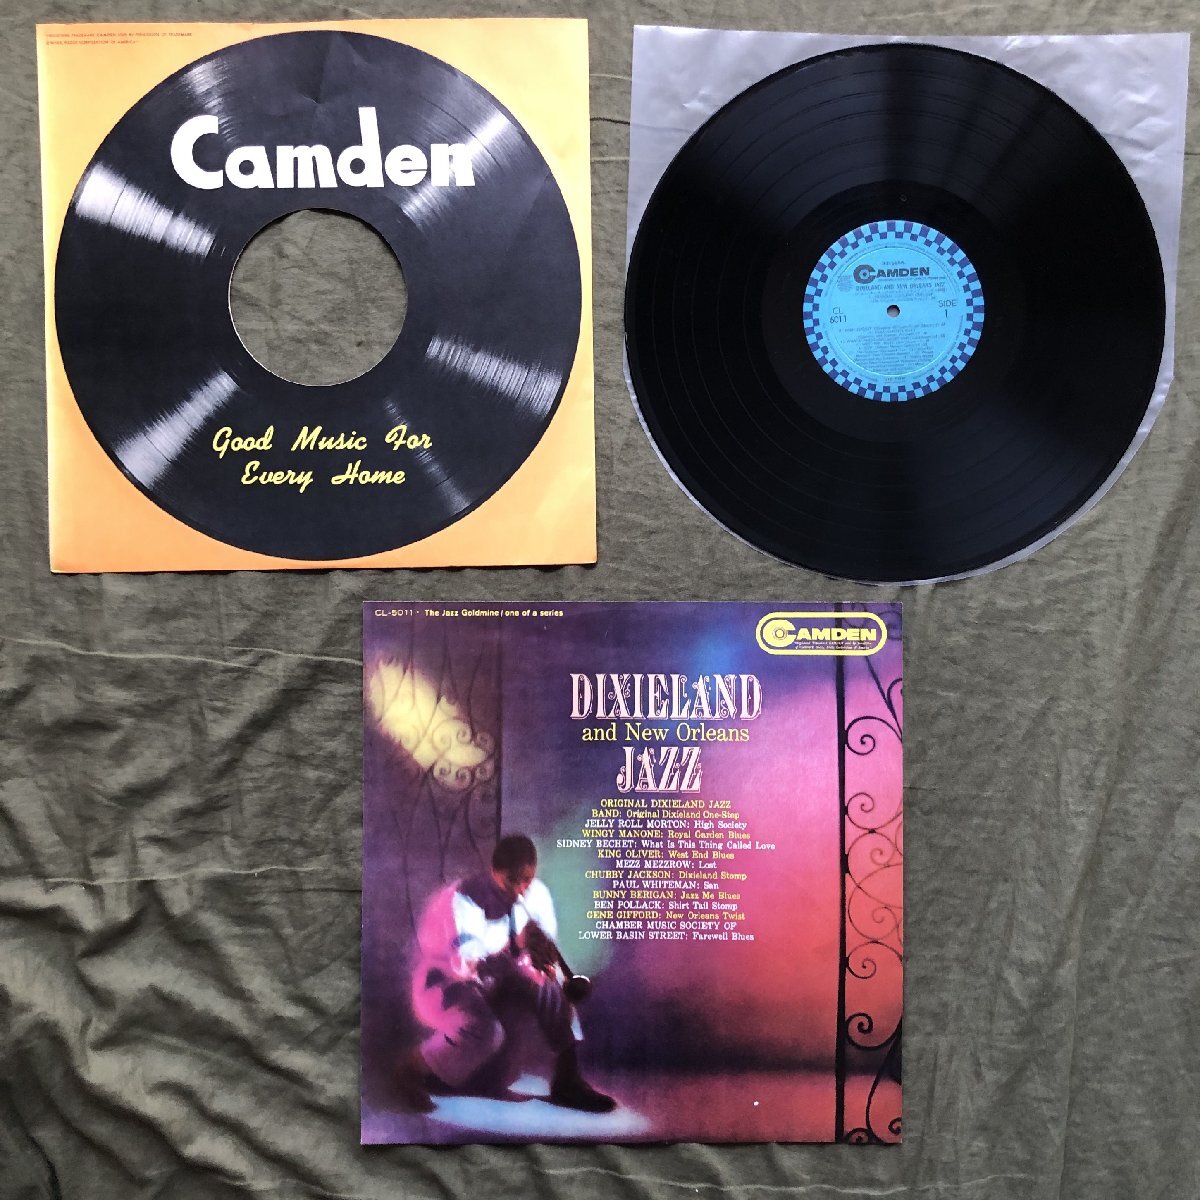 Camden
Good Music For
Every Home
CAMDEN
DIXIELAND AND NEW ORLEANS JAZZ
CL
6011
SIDE
1
CL-5011 · The Jazz Goldmine / one of a series
CAMDEN
DIXIELAND
and New Orleans
JAZZ
ORIGINAL DIXIELAND JAZZ
BAND: Original Dixieland One-Step
JELLY ROLL MORTON: High Society
WINGY MANONE: Royal Garden Blues
SIDNEY BECHET: What Is This Thing Called Love
KING OLIVER: West End Blues
MEZZ MEZZROW: Lost
CHUBBY JACKSON: Dixieland Stomp
PAUL WHITEMAN: San
BUNNY BERIGAN: Jazz Me Blues
BEN POLLACK: Shirt Tail Stomp
GENE GIFFORD: New Orleans Twist
CHAMBER MUSIC SOCIETY OF
LOWER BASIN STREET: Farewell Blues